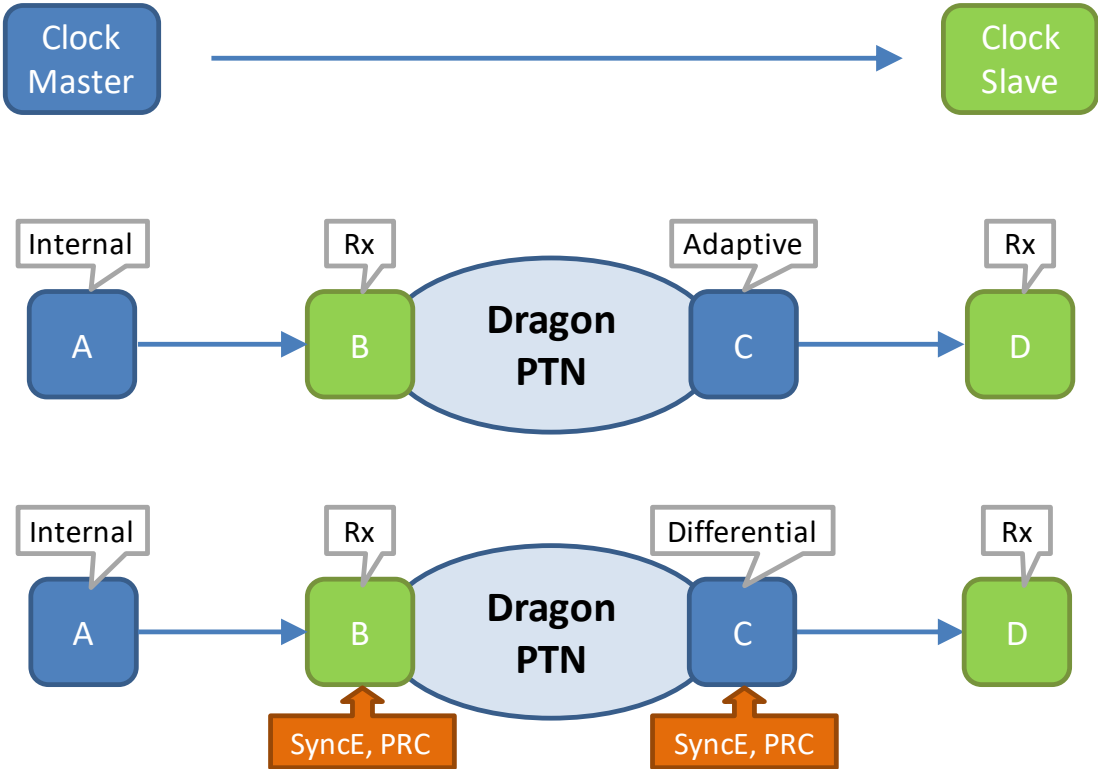 Clock
Master
Clock
Slave
Internal
Rx
Adaptive
Rx
A
B
Dragon
PTN
C
D
Internal
Rx
Differential
Rx
A
B
Dragon
PTN
C
D
SyncE, PRC
SyncE, PRC